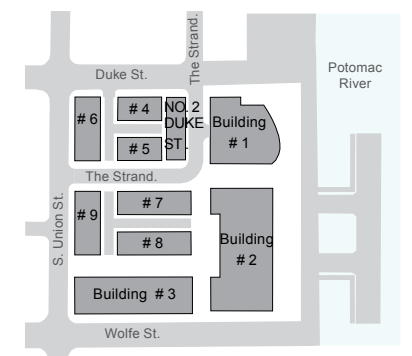 The Strand.
Duke St.
Potomac
River
# 6
# 4
NO. 2
DUKE
ST.
Building
# 1
# 5
The Strand.
S. Union St.
# 9
# 7
# 8
Building
# 2
Building # 3
Wolfe St.